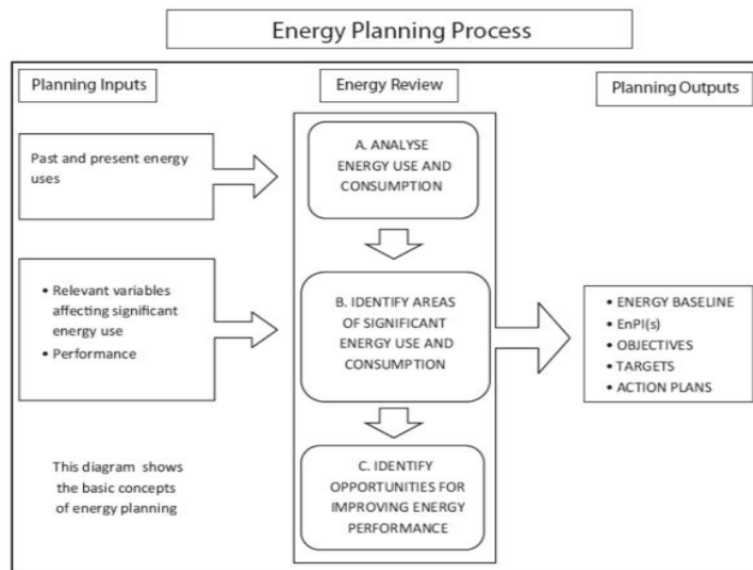 Energy Planning Process
Planning Inputs
Energy Review
Planning Outputs
Past and present energy
uses
A. ANALYSE
ENERGY USE AND
CONSUMPTION
• Relevant variables
affecting significant
energy use
• Performance
B. IDENTIFY AREAS
OF SIGNIFICANT
ENERGY USE AND
CONSUMPTION
• ENERGY BASELINE
• EnPI(s)
• OBJECTIVES
• TARGETS
• ACTION PLANS
This diagram shows
the basic concepts
of energy planning
C. IDENTIFY
OPPORTUNITIES FOR
IMPROVING ENERGY
PERFORMANCE